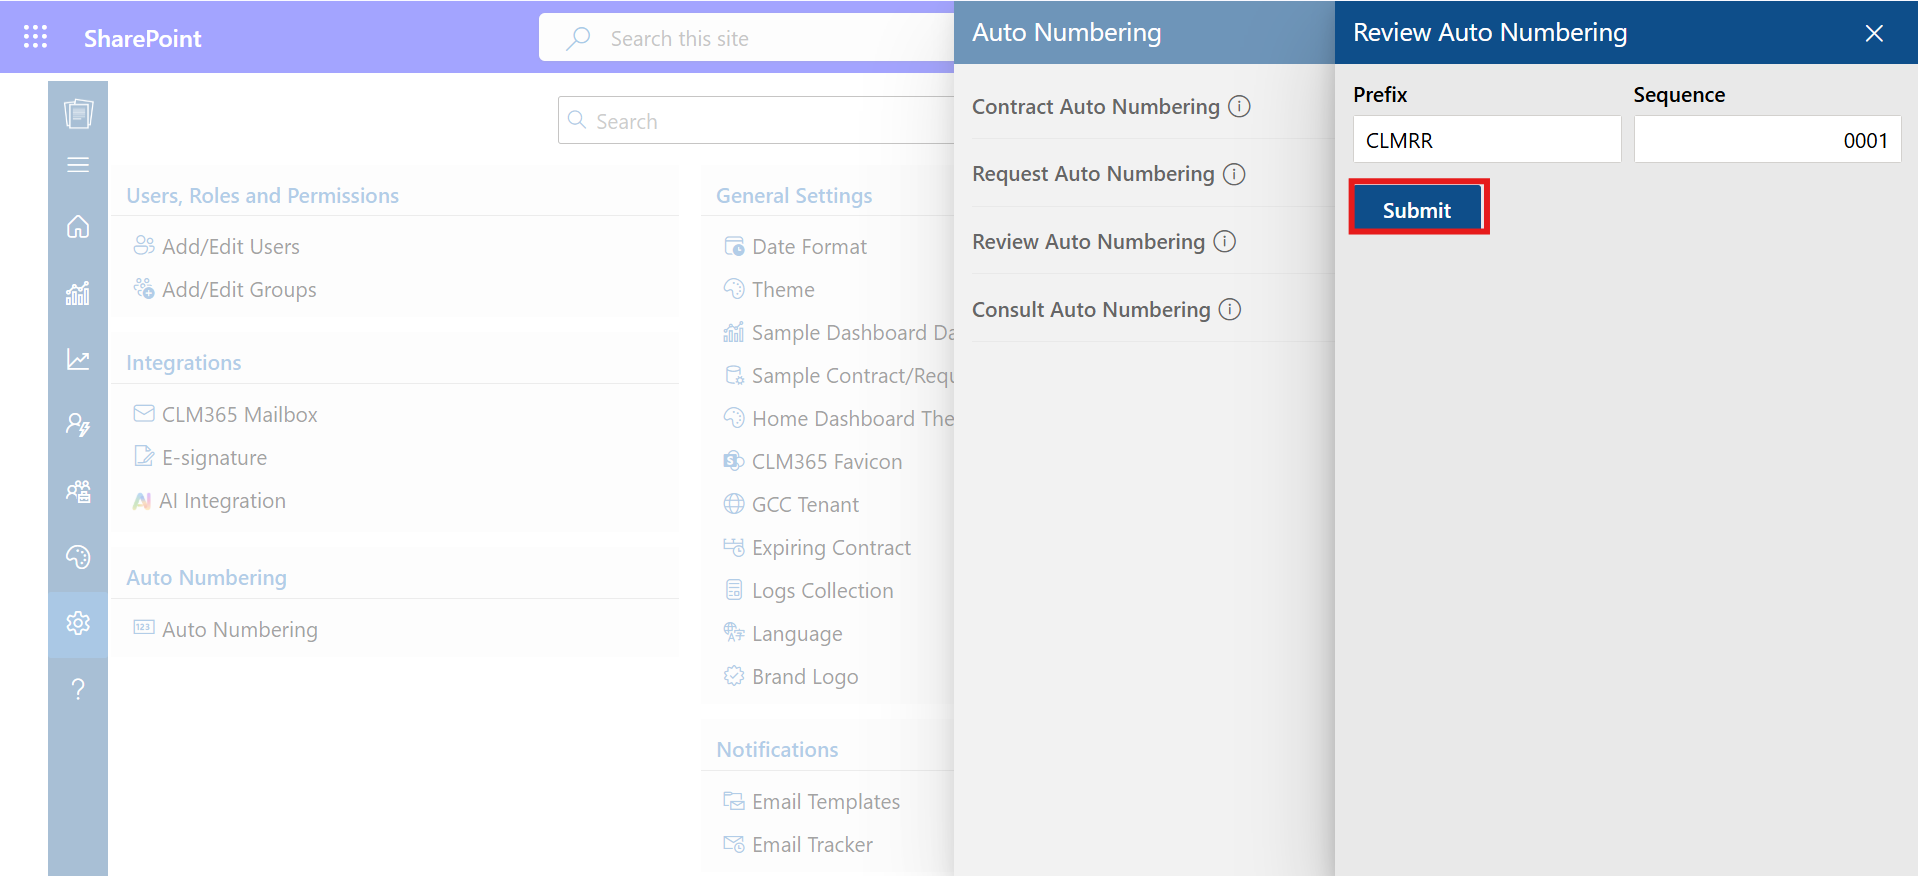 SharePoint
Search this site
Search
Users, Roles and Permissions
Add/Edit Users
Add/Edit Groups
Integrations
CLM365 Mailbox
E-signature
AI Integration
Auto Numbering
123 Auto Numbering
General Settings
Date Format
Theme
Sample Dashboard Da
Sample Contract/Requ
Home Dashboard The
CLM365 Favicon
GCC Tenant
Expiring Contract
Logs Collection
Language
Brand Logo
Notifications
Email Templates
Email Tracker
Auto Numbering
Contract Auto Numbering
Request Auto Numbering
Review Auto Numbering
Consult Auto Numbering
Review Auto Numbering
Prefix Sequence
CLMRR 0001
Submit